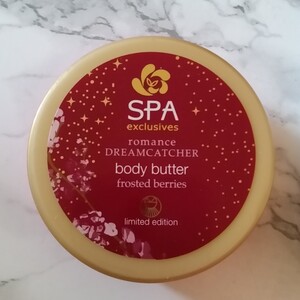 SPA
exclusives
romance
DREAMCATCHER
body butter
frosted berries
limited edition